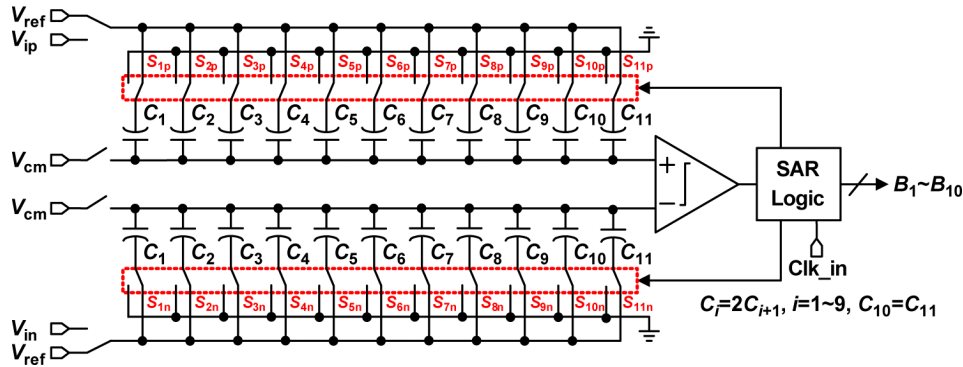 Vref
Vip
S1p S2p S3p S4p S5p S6p S7p S8p S9p S10p S11p
C1 C2 C3 C4 C5 C6 C7 C8 C9 C10 C11
Vcm
+
SAR
Logic
B1~B10
−
Vcm
C1 C2 C3 C4 C5 C6 C7 C8 C9 C10 C11
Clk_in
S1n S2n S3n S4n S5n S6n S7n S8n S9n S10n S11n
Ci=2Ci+1, i=1~9, C10=C11
Vin
Vref